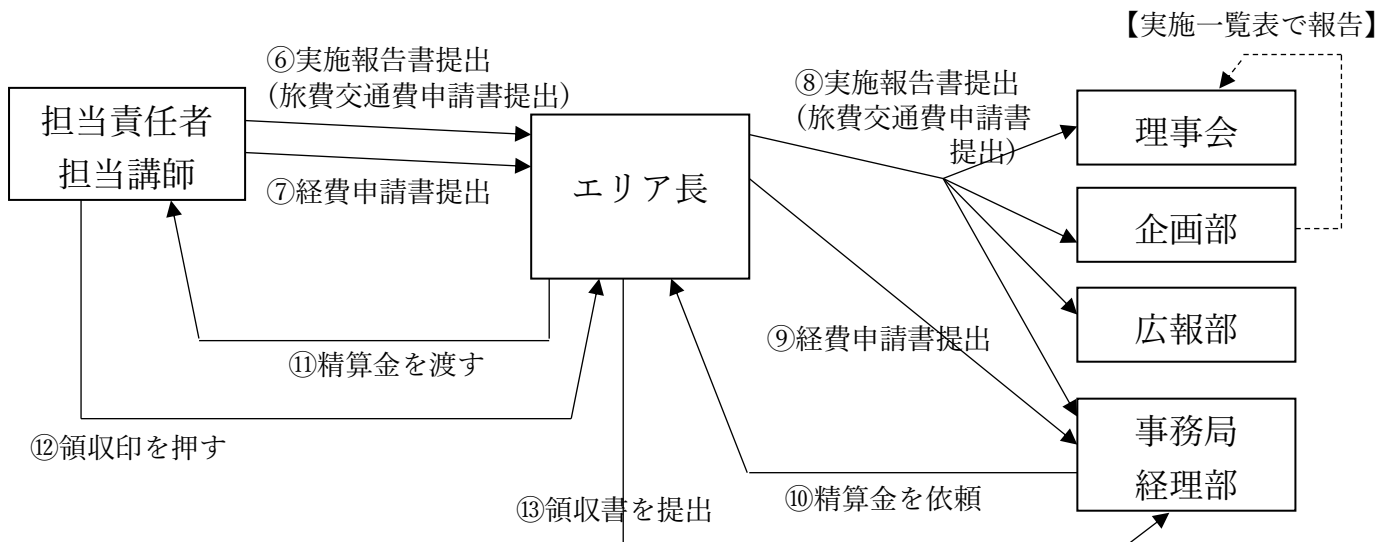 【実施一覧表で報告】
⑥実施報告書提出
(旅費交通費申請書提出)
⑧実施報告書提出
(旅費交通費申請書
提出)
担当責任者
担当講師
エリア長
理事会
⑦経費申請書提出
企画部
広報部
⑨経費申請書提出
⑪精算金を渡す
⑫領収印を押す
事務局
経理部
⑬領収書を提出
⑩精算金を依頼